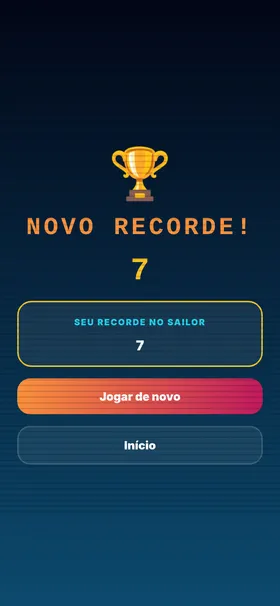 NOVO RECORDE!
7
SEU RECORDE NO SAILOR
7
Jogar de novo
Início